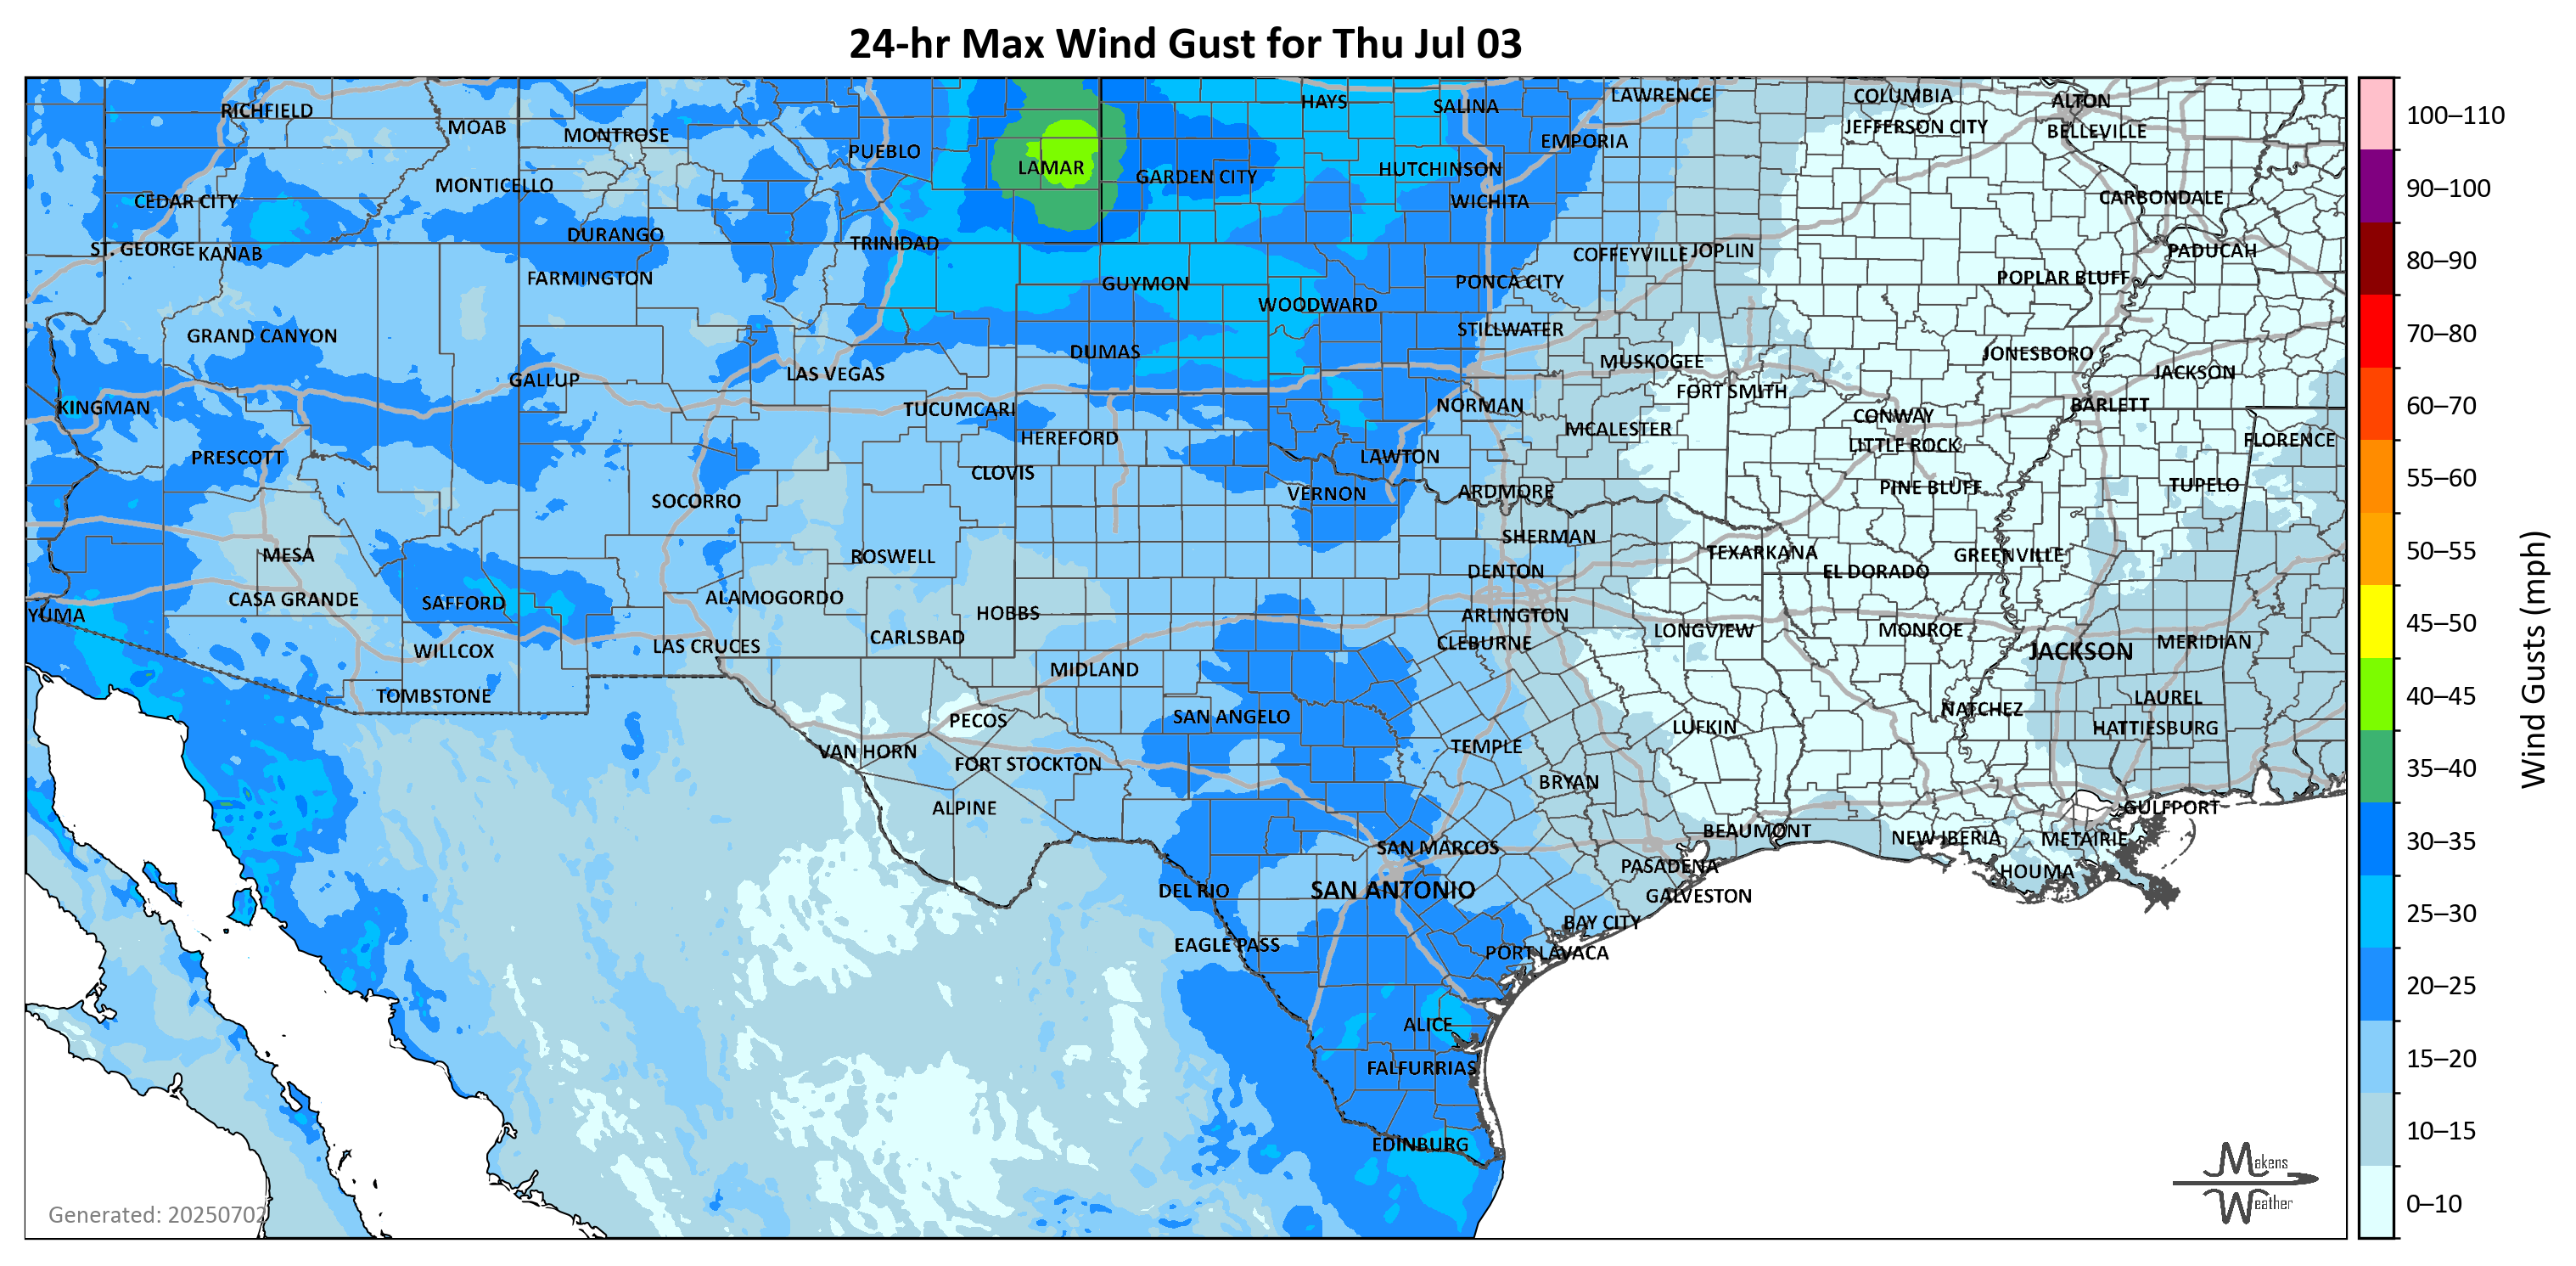 24-hr Max Wind Gust for Thu Jul 03
RICHFIELD
MOAB
MONTROSE
PUEBLO
LAMAR
GARDEN CITY
HAYS
SALINA
HUTCHINSON
WICHITA
EMPORIA
LAWRENCE
COLUMBIA
JEFFERSON CITY
ALTON
BELLEVILLE
CARBONDALE
PADUCAH
CEDAR CITY
MONTICELLO
ST. GEORGE
KANAB
DURANGO
FARMINGTON
TRINIDAD
GUYMON
WOODWARD
PONCA CITY
COFFEYVILLE
JOPLIN
POPLAR BLUFF
GRAND CANYON
STILLWATER
DUMAS
MUSKOGEE
JONESBORO
JACKSON
GALLUP
LAS VEGAS
KINGMAN
TUCUMCARI
NORMAN
FORT SMITH
CONWAY
BARLETT
HEREFORD
MCALESTER
LITTLE ROCK
FLORENCE
PRESCOTT
CLOVIS
LAWTON
SOCORRO
VERNON
ARDMORE
PINE BLUFF
TUPELO
MESA
ROSWELL
SHERMAN
TEXARKANA
GREENVILLE
DENTON
EL DORADO
YUMA
CASA GRANDE
SAFFORD
ALAMOGORDO
HOBBS
ARLINGTON
CARLSBAD
CLEBURNE
LONGVIEW
MONROE
WILLCOX
LAS CRUCES
JACKSON
MERIDIAN
MIDLAND
TOMBSTONE
PECOS
SAN ANGELO
LAUREL
NATCHEZ
LUFKIN
HATTIESBURG
VAN HORN
FORT STOCKTON
TEMPLE
BRYAN
ALPINE
GULFPORT
BEAUMONT
NEW IBERIA
METAIRIE
SAN MARCOS
PASADENA
HOUMA
DEL RIO
SAN ANTONIO
GALVESTON
BAY CITY
EAGLE PASS
PORT LAVACA
ALICE
FALFURRIAS
EDINBURG
Generated: 20250702
Makens
Weather
100–110
90–100
80–90
70–80
60–70
55–60
50–55
45–50
40–45
35–40
30–35
25–30
20–25
15–20
10–15
0–10
Wind Gusts (mph)